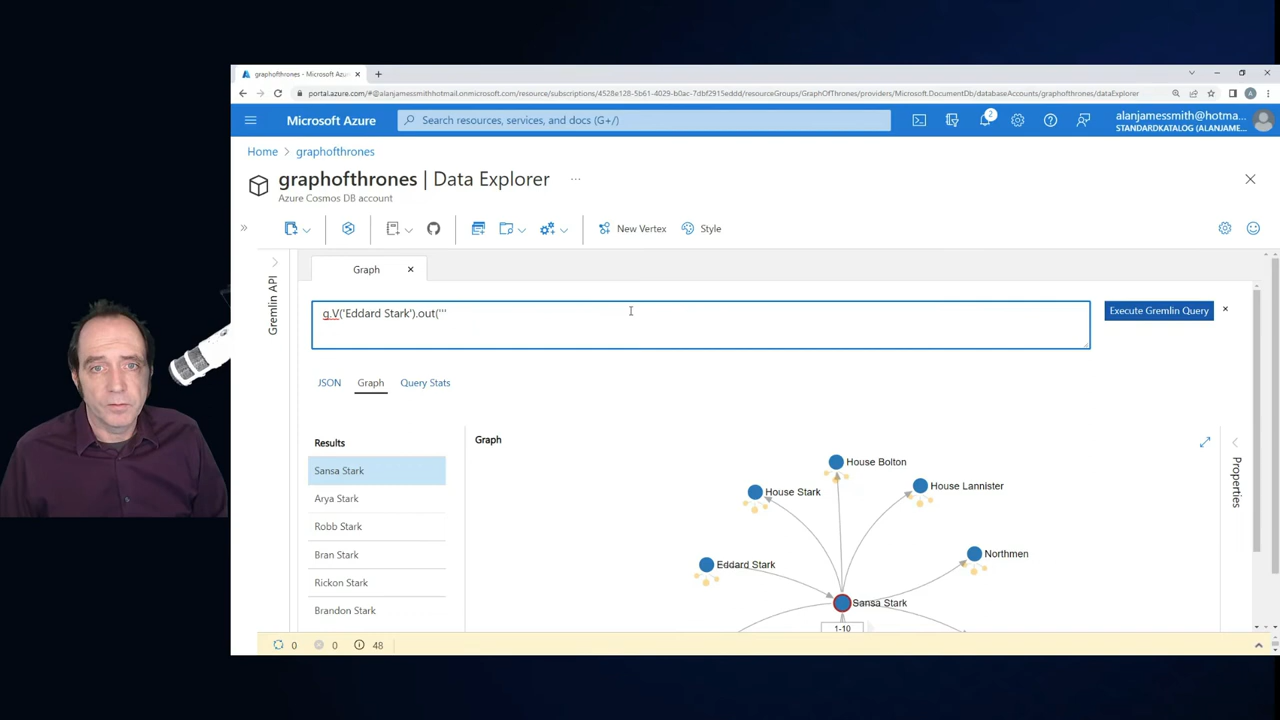 graphofthrones - Microsoft Azu
portal.azure.com/#@alanjamessmithhotmail.onmicrosoft.com/resource/subscriptions/4528e128-5b61-4029-b0ac-7dbf2915eddd/resourceGroups/GraphOfThrones/providers/Microsoft.DocumentDb/databaseAccounts/graphofthrones/dataExplorer
Microsoft Azure
Search resources, services, and docs (G+/)
2
alanjamessmith@hotma...
STANDARDKATALOG (ALANJAME...
Home > graphofthrones
graphofthrones | Data Explorer
...
Azure Cosmos DB account
New Vertex
Style
Gremlin API
Graph
g.V('Eddard Stark').out('''
Execute Gremlin Query
JSON
Graph
Query Stats
Results
Graph
Properties
Sansa Stark
Arya Stark
Robb Stark
Bran Stark
Rickon Stark
Brandon Stark
House Bolton
House Stark
House Lannister
Northmen
Eddard Stark
Sansa Stark
1-10
0
0
48